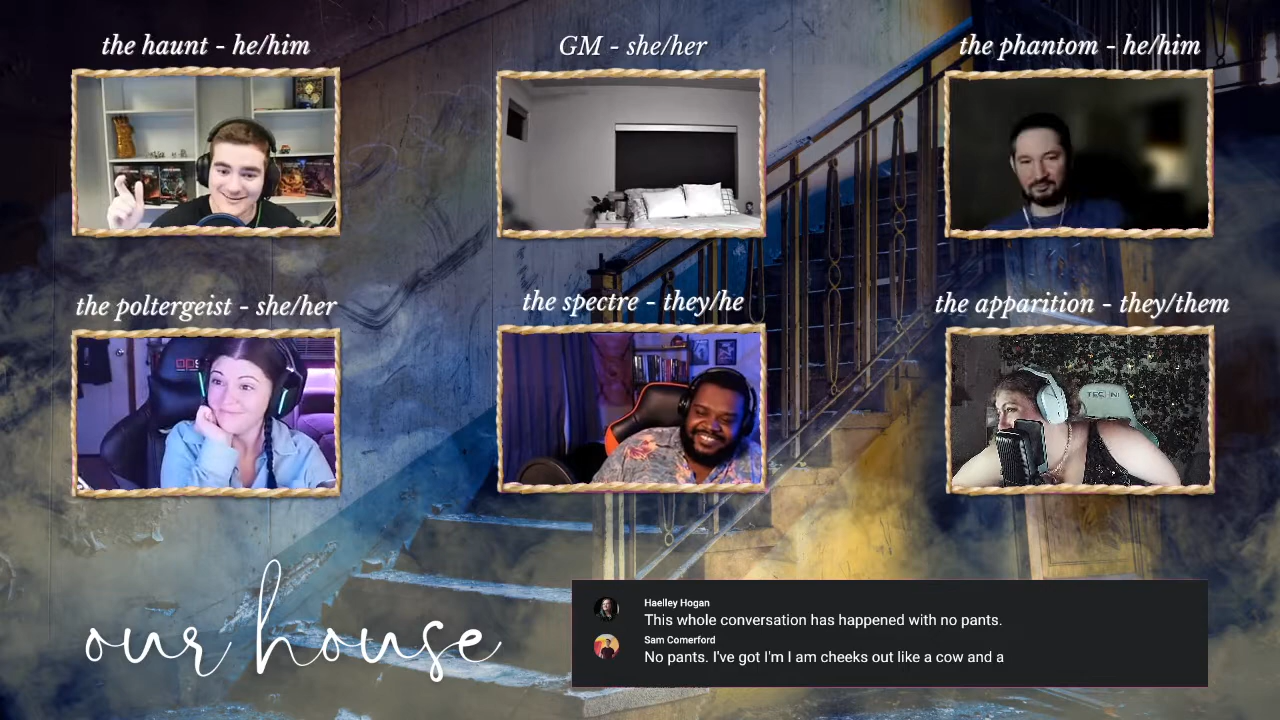 the haunt - he/him
GM - she/her
the phantom - he/him
the poltergeist - she/her
the spectre - they/he
the apparition - they/them
TECHNI
our house
Haelley Hogan
This whole conversation has happened with no pants.
Sam Comerford
No pants. I've got I'm I am cheeks out like a cow and a